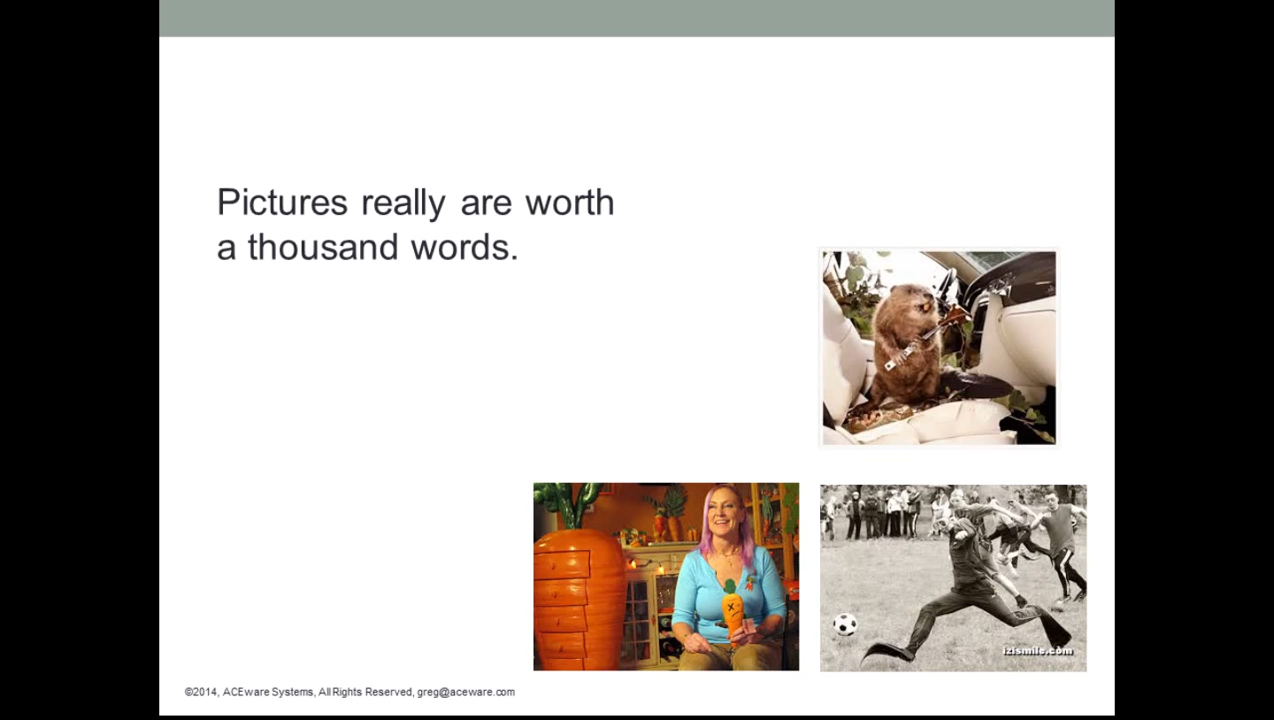 Pictures really are worth
a thousand words.
izismile.com
©2014, ACEware Systems, All Rights Reserved, greg@aceware.com